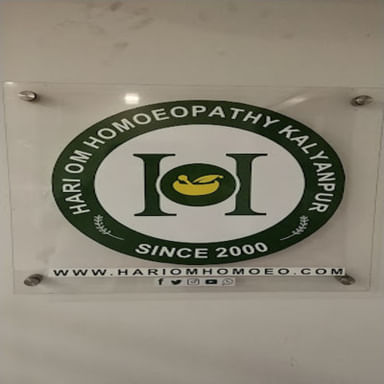 HARI OM HOMOEOPATHY KALYANPUR
H
SINCE 2000
WWW.HARIOMHOMOEO.COM